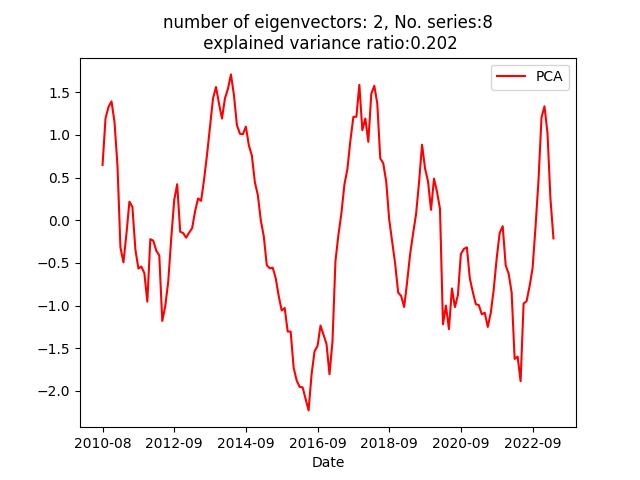 number of eigenvectors: 2, No. series:8
explained variance ratio:0.202
PCA
1.5
1.0
0.5
0.0
−0.5
−1.0
−1.5
−2.0
2010-08 2012-09 2014-09 2016-09 2018-09 2020-09 2022-09
Date